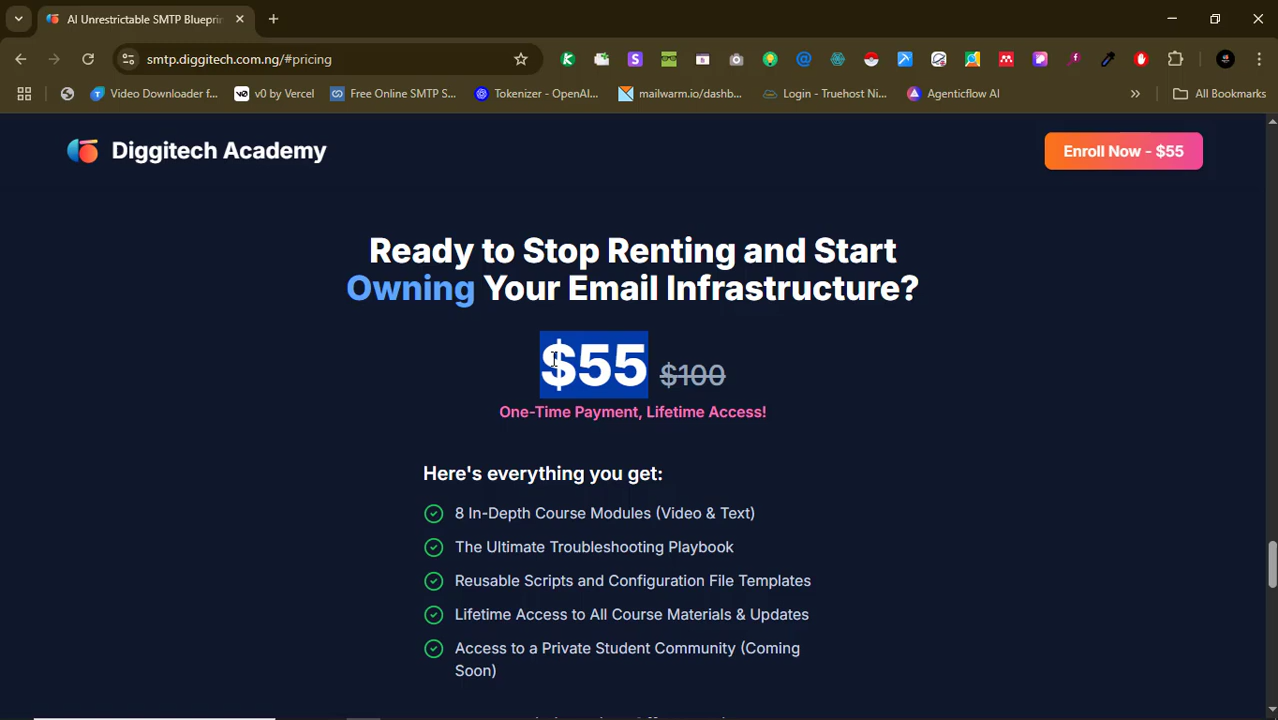 AI Unrestrictable SMTP Blueprin
smtp.diggitech.com.ng/#pricing
Video Downloader f...
v0 by Vercel
Free Online SMTP S...
Tokenizer - OpenAI...
mailwarm.io/dashb...
Login - Truehost Ni...
Agenticflow AI
All Bookmarks
Diggitech Academy
Enroll Now - $55
Ready to Stop Renting and Start
Owning Your Email Infrastructure?
$55 $100
One-Time Payment, Lifetime Access!
Here's everything you get:
8 In-Depth Course Modules (Video & Text)
The Ultimate Troubleshooting Playbook
Reusable Scripts and Configuration File Templates
Lifetime Access to All Course Materials & Updates
Access to a Private Student Community (Coming
Soon)